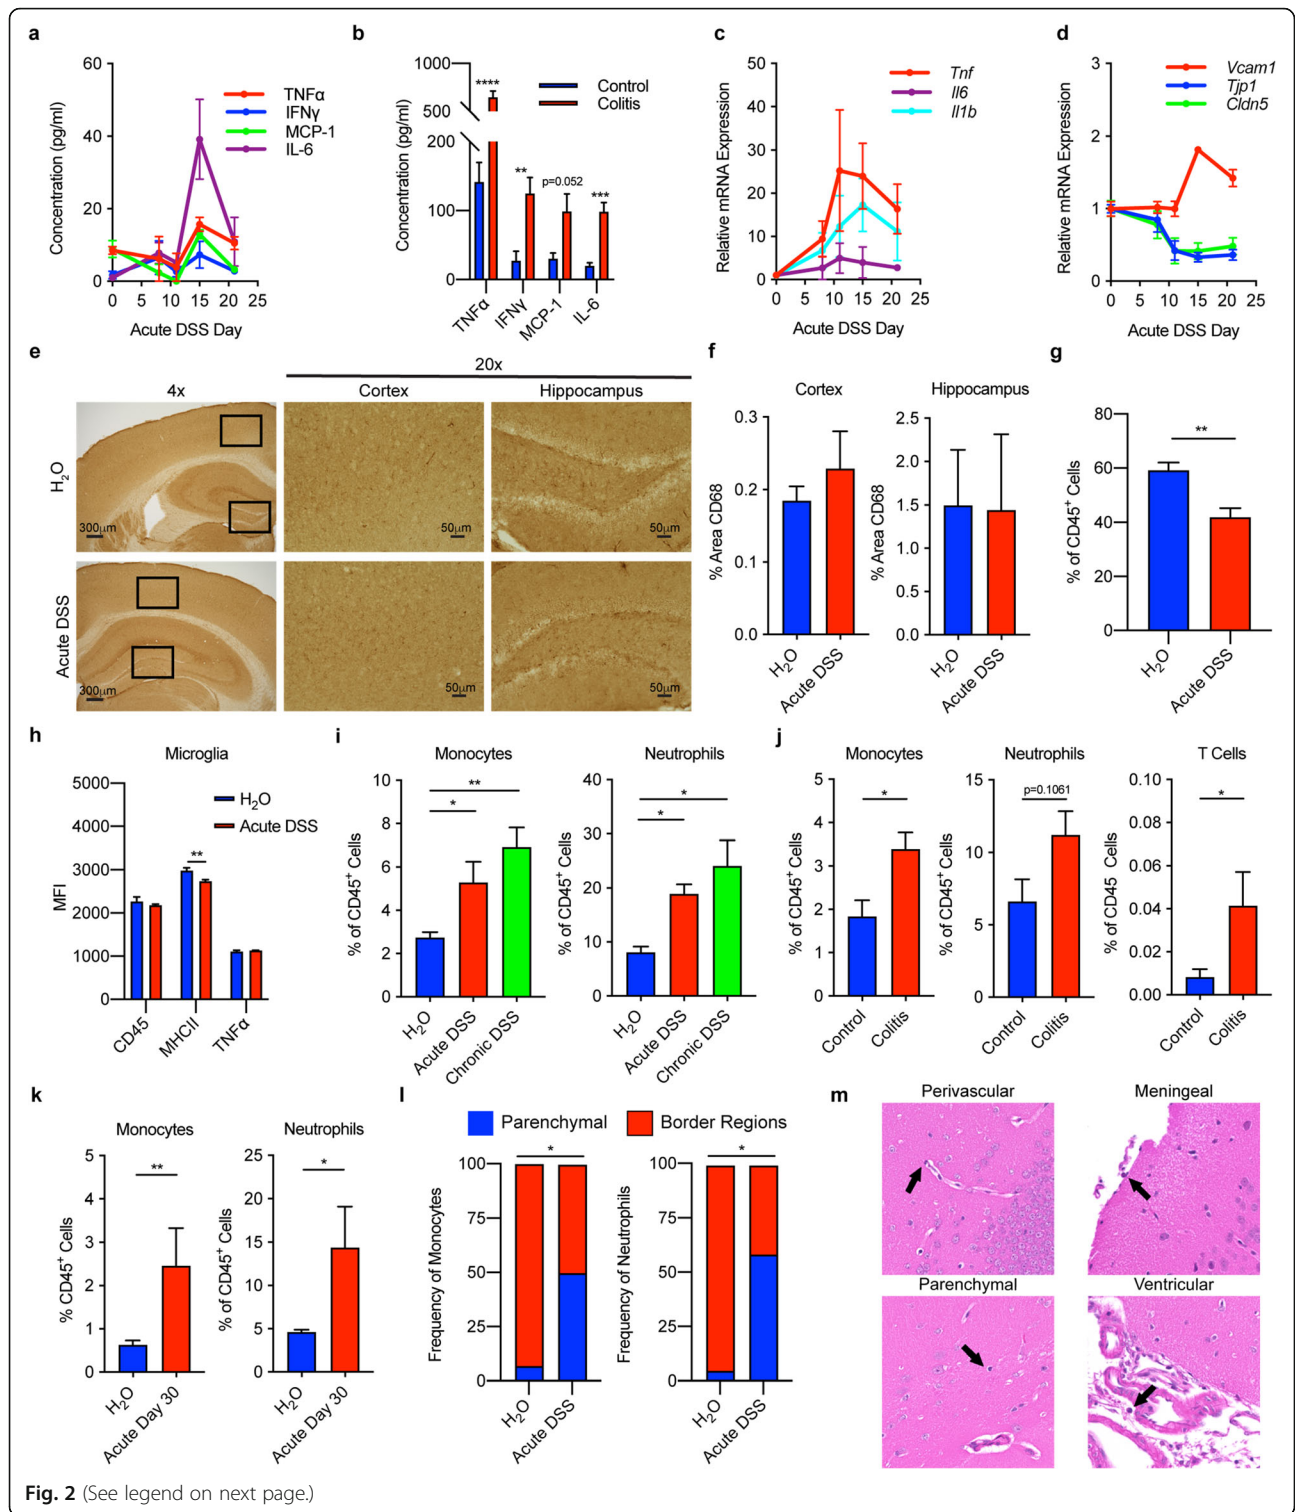 a
60
40
20
0
Concentration (pg/ml)
0 5 10 15 20 25
Acute DSS Day
TNFα
IFNγ
MCP-1
IL-6
b
1000
500
200
100
0
Concentration (pg/ml)
****
**
p=0.052
***
Control
Colitis
TNFα
IFNγ
MCP-1
IL-6
c
50
40
30
20
10
0
Relative mRNA Expression
0 5 10 15 20 25
Acute DSS Day
Tnf
Il6
Il1b
d
3
2
1
0
Relative mRNA Expression
0 5 10 15 20 25
Acute DSS Day
Vcam1
Tjp1
Cldn5
e
20x
4x Cortex Hippocampus
H2O
300μm 50μm 50μm
Acute DSS
300μm 50μm 50μm
f
Cortex
0.3
0.2
0.1
0.0
% Area CD68
H2O
Acute DSS
Hippocampus
2.5
2.0
1.5
1.0
0.5
0.0
% Area CD68
H2O
Acute DSS
g
80
60
40
20
0
% of CD45+ Cells
**
H2O
Acute DSS
h
Microglia
5000
4000
3000
2000
1000
0
MFI
H2O
Acute DSS
**
CD45
MHCII
TNFα
i
Monocytes
10
8
6
4
2
0
% of CD45+ Cells
**
*
H2O
Acute DSS
Chronic DSS
Neutrophils
40
30
20
10
0
% of CD45+ Cells
*
*
H2O
Acute DSS
Chronic DSS
j
Monocytes
5
4
3
2
1
0
% of CD45+ Cells
*
Control
Colitis
Neutrophils
15
10
5
0
% of CD45+ Cells
p=0.1061
Control
Colitis
T Cells
0.10
0.08
0.06
0.04
0.02
0.00
% of CD45 Cells
*
Control
Colitis
k
Monocytes
5
4
3
2
1
0
% CD45+ Cells
**
H2O
Acute Day 30
Neutrophils
25
20
15
10
5
0
% of CD45+ Cells
*
H2O
Acute Day 30
l
Parenchymal Border Regions
100
75
50
25
0
Frequency of Monocytes
*
H2O
Acute DSS
100
75
50
25
0
Frequency of Neutrophils
*
H2O
Acute DSS
m
Perivascular Meningeal
Parenchymal Ventricular
Fig. 2 (See legend on next page.)